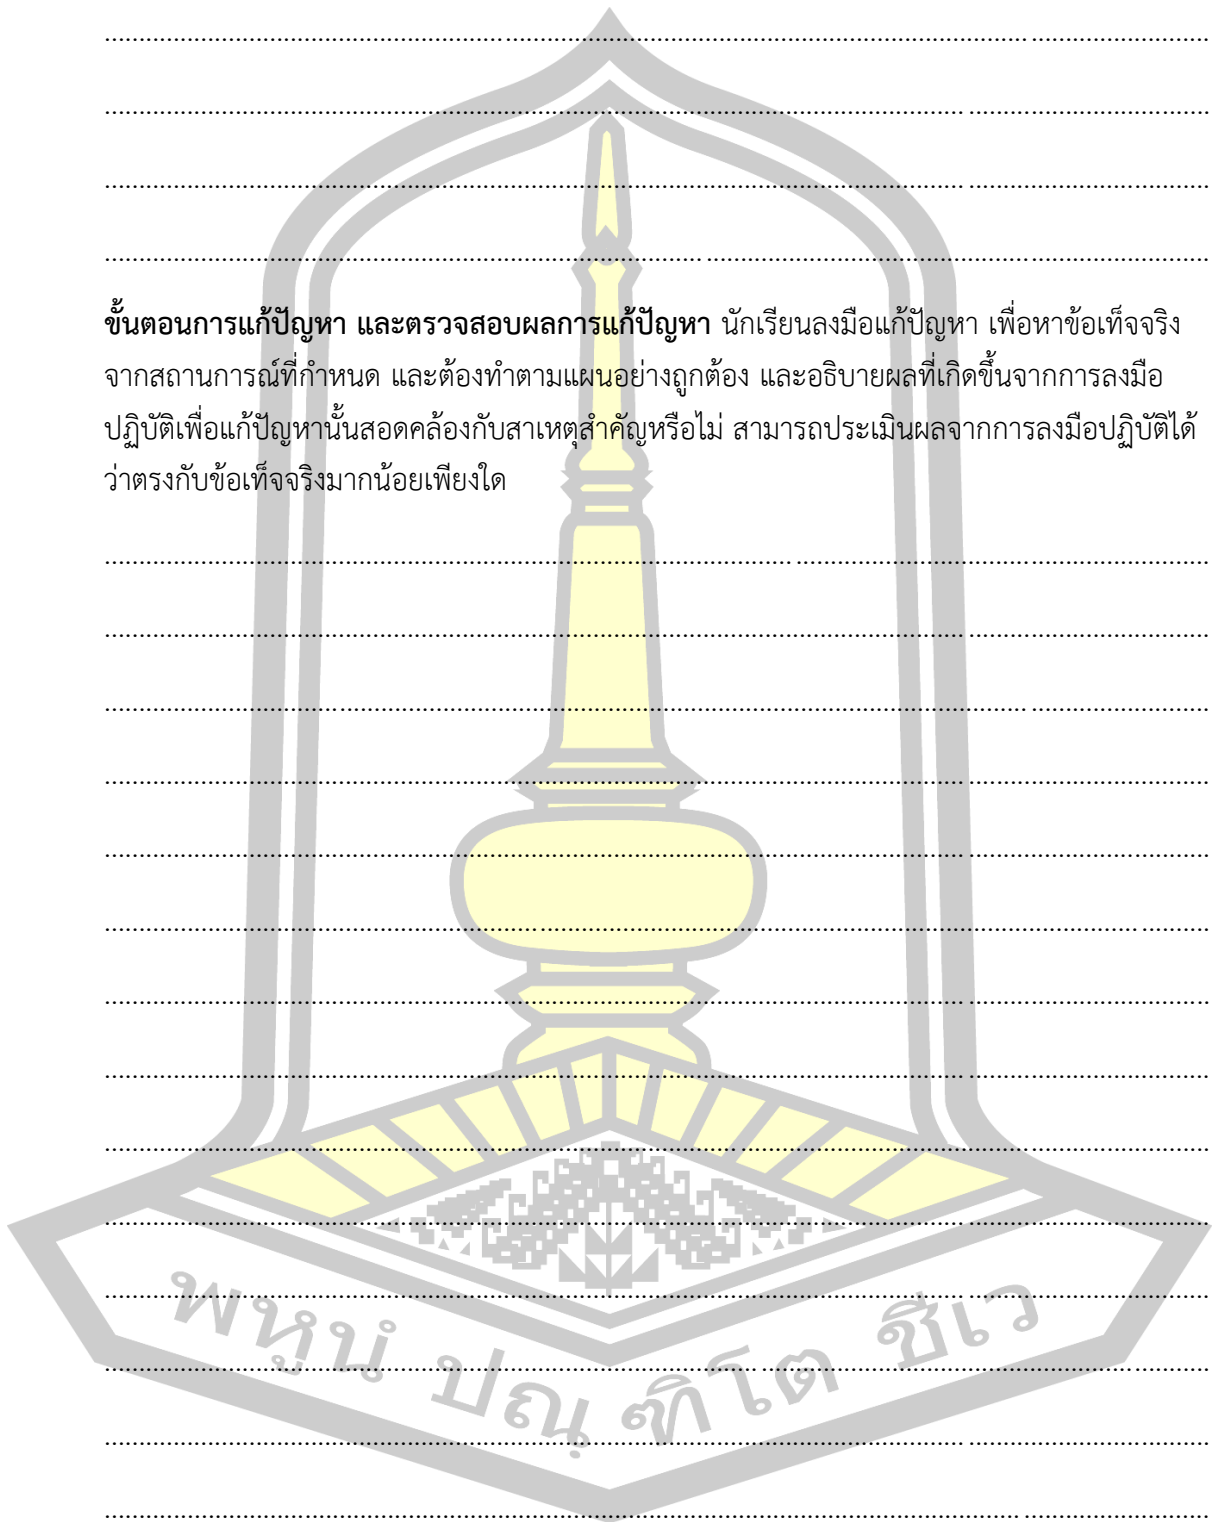 ขั้นตอนการแก้ปัญหา และตรวจสอบผลการแก้ปัญหา นักเรียนลงมือแก้ปัญหา เพื่อหาข้อเท็จจริง
จากสถานการณ์ที่กำหนด และต้องทำตามแผนอย่างถูกต้อง และอธิบายผลที่เกิดขึ้นจากการลงมือ
ปฏิบัติเพื่อแก้ปัญหานั้นสอดคล้องกับสาเหตุสำคัญหรือไม่ สามารถประเมินผลจากการลงมือปฏิบัติได้
ว่าตรงกับข้อเท็จจริงมากน้อยเพียงใด
พหูนํ ปณฺฑิโต ชีเว